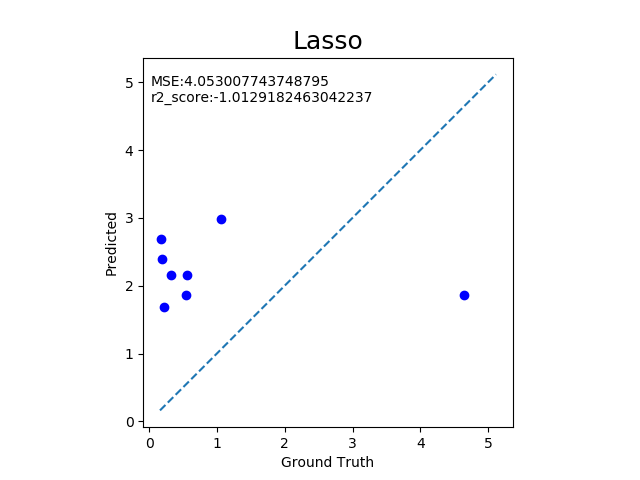 Lasso
MSE:4.053007743748795
r2_score:-1.0129182463042237
5
4
3
2
1
0
Predicted
0 1 2 3 4 5
Ground Truth